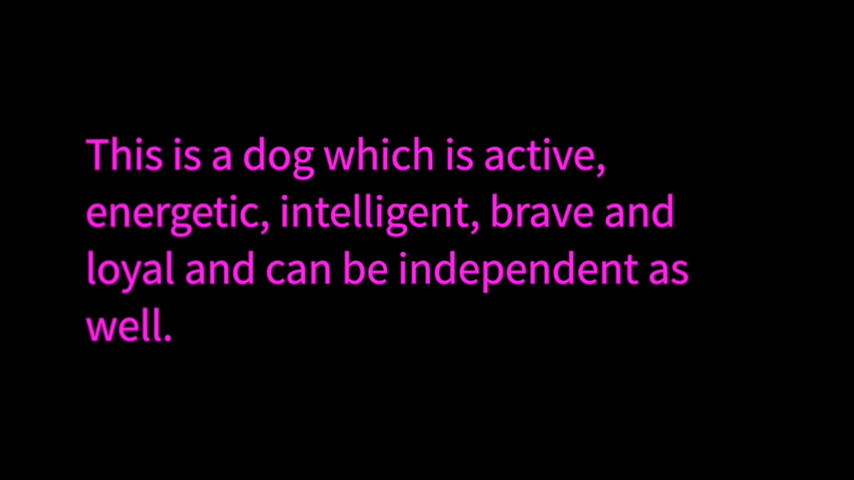 This is a dog which is active,
energetic, intelligent, brave and
loyal and can be independent as
well.